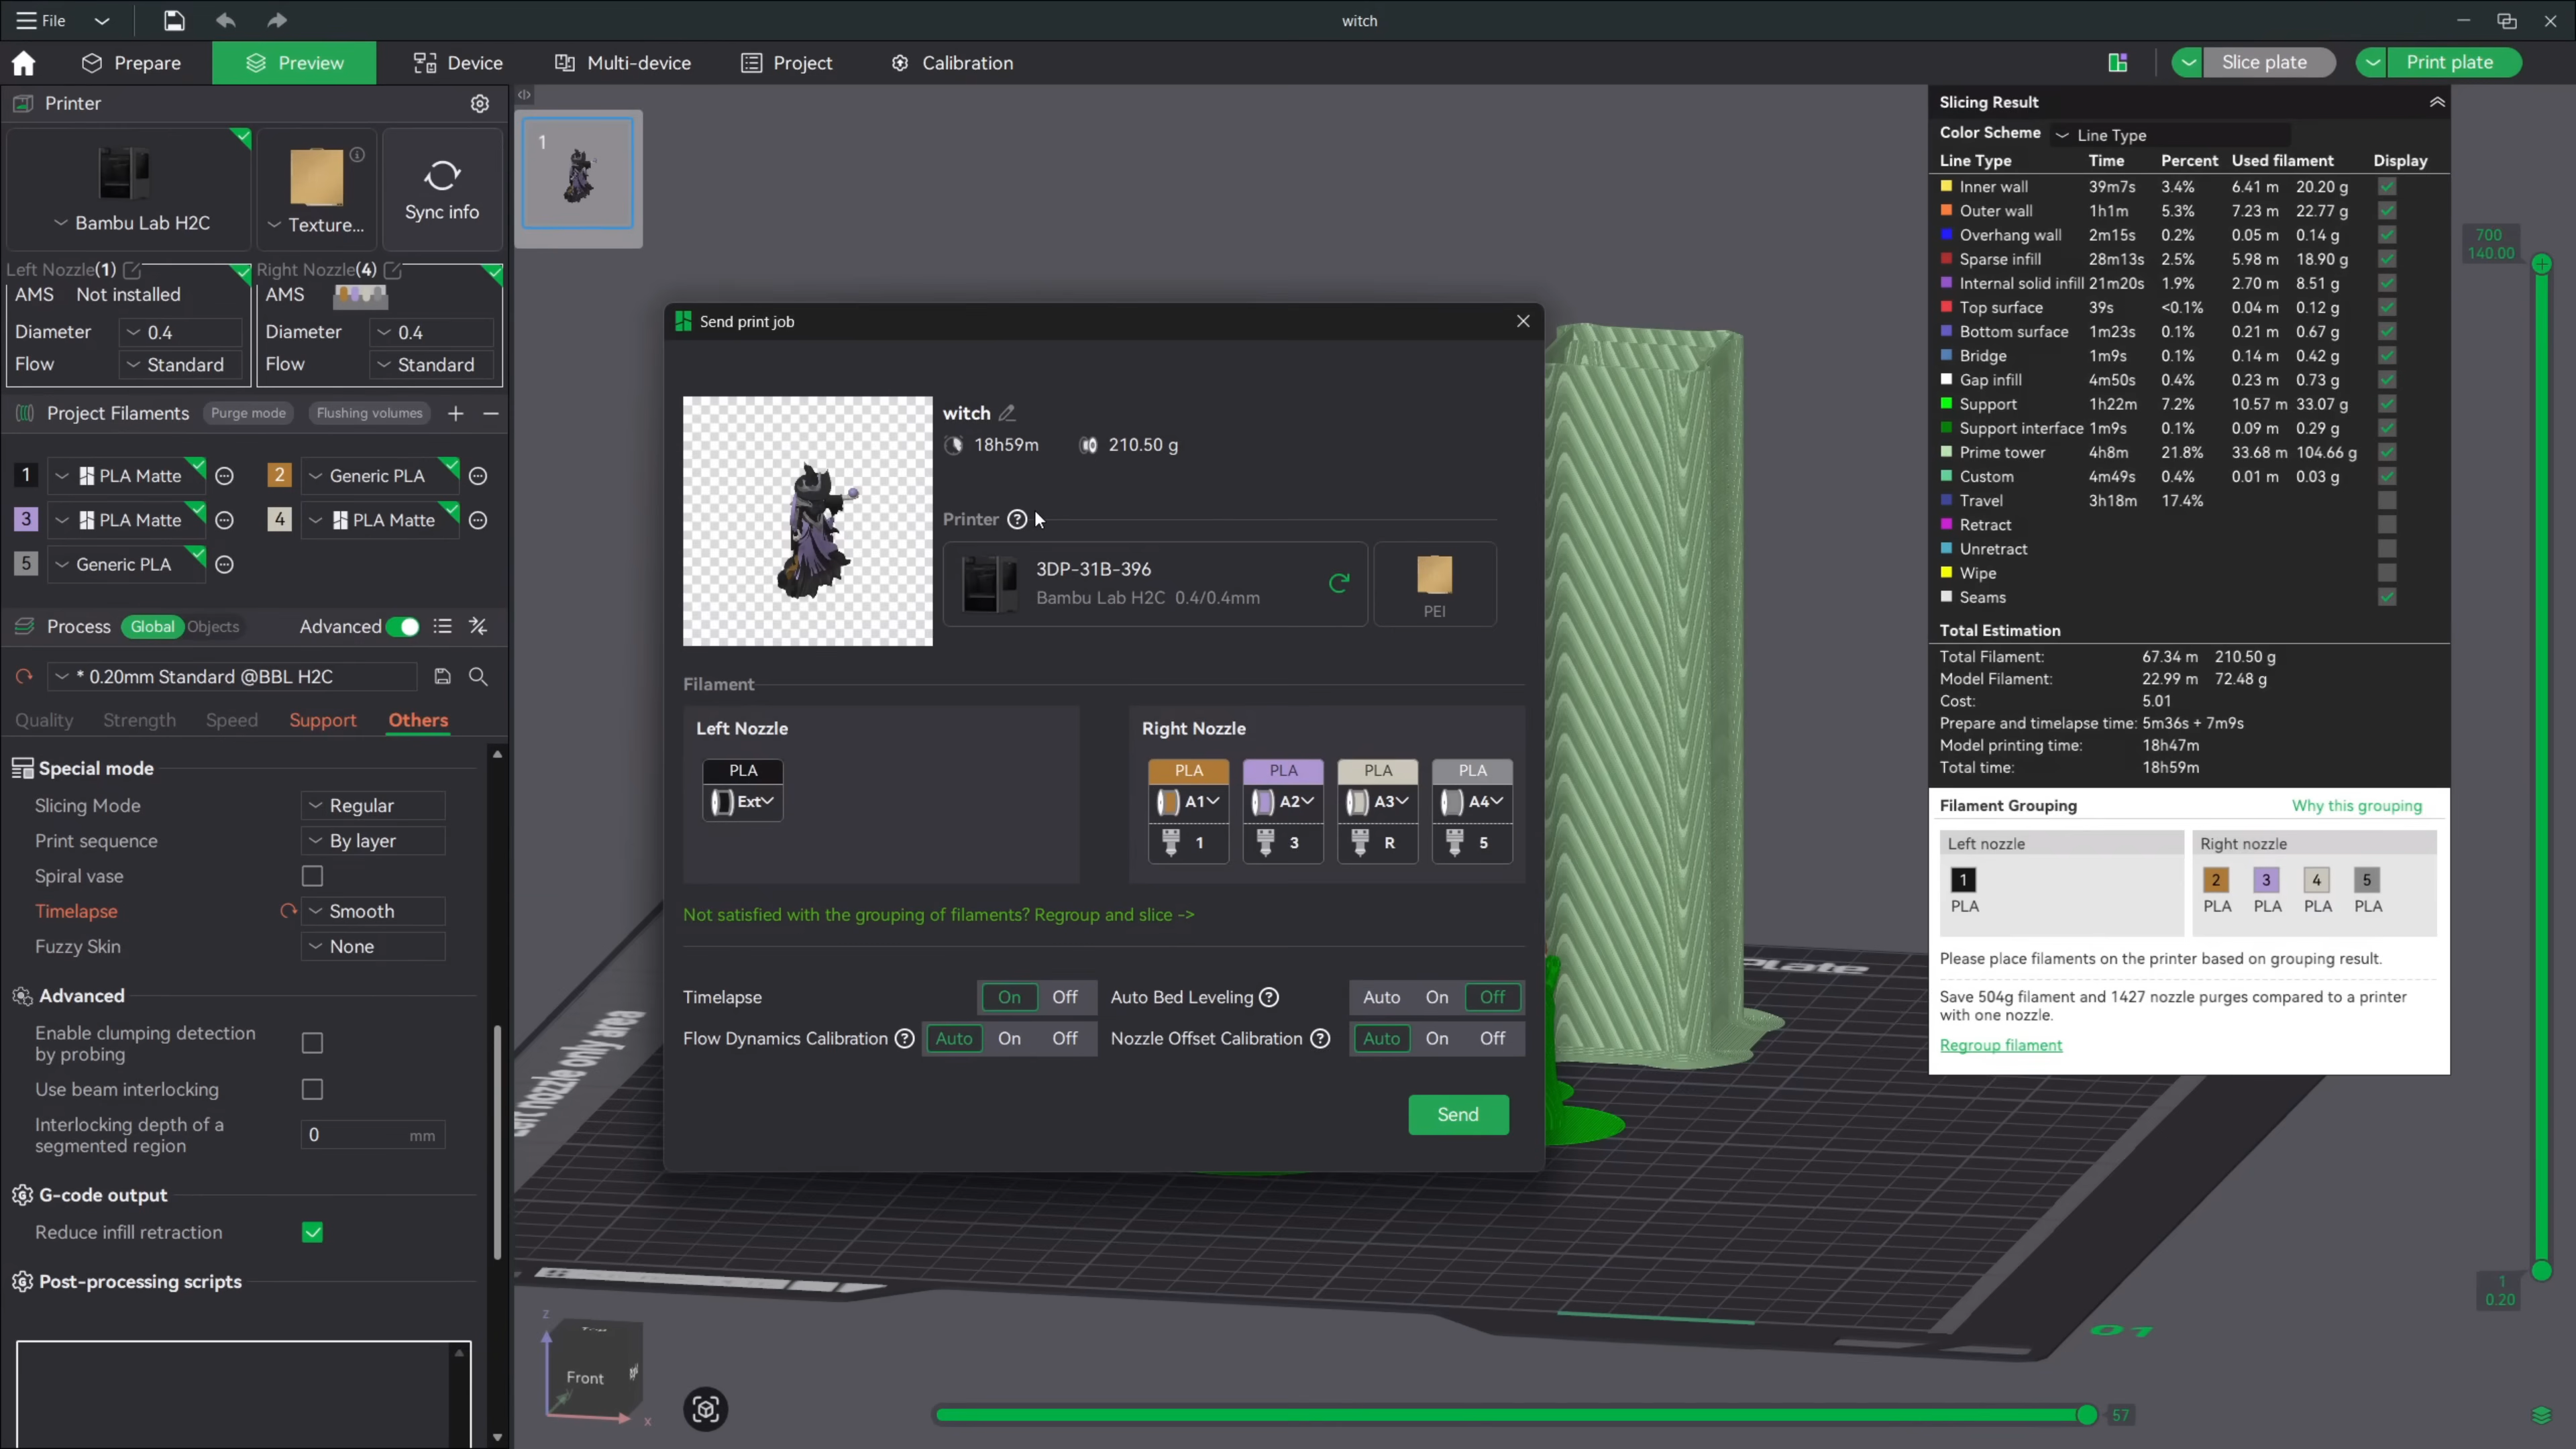 File
witch
Prepare
Preview
Device
Multi-device
Project
Calibration
Slice plate
Print plate
Printer
Bambu Lab H2C
Texture...
Sync info
Left Nozzle(1)
Right Nozzle(4)
AMS Not installed
AMS
Diameter 0.4
Diameter 0.4
Flow Standard
Flow Standard
Project Filaments Purge mode Flushing volumes
1 PLA Matte
2 Generic PLA
3 PLA Matte
4 PLA Matte
5 Generic PLA
Process Global Objects Advanced
* 0.20mm Standard @BBL H2C
Quality Strength Speed Support Others
Special mode
Slicing Mode Regular
Print sequence By layer
Spiral vase
Timelapse Smooth
Fuzzy Skin None
Advanced
Enable clumping detection
by probing
Use beam interlocking
Interlocking depth of a
segmented region
0 mm
G-code output
Reduce infill retraction
Post-processing scripts
1
Send print job
witch
18h59m 210.50 g
Printer
3DP-31B-396
Bambu Lab H2C 0.4/0.4mm
PEI
Filament
Left Nozzle
PLA
Ext
Right Nozzle
PLA PLA PLA PLA
A1 A2 A3 A4
1 3 R 5
Not satisfied with the grouping of filaments? Regroup and slice ->
Timelapse On Off
Auto Bed Leveling Auto On Off
Flow Dynamics Calibration Auto On Off
Nozzle Offset Calibration Auto On Off
Send
nozzle only area
Z
Front
X
57
Slicing Result
Color Scheme Line Type
Line Type Time Percent Used filament Display
Inner wall 39m7s 3.4% 6.41 m 20.20 g
Outer wall 1h1m 5.3% 7.23 m 22.77 g
Overhang wall 2m15s 0.2% 0.05 m 0.14 g
Sparse infill 28m13s 2.5% 5.98 m 18.90 g
Internal solid infill 21m20s 1.9% 2.70 m 8.51 g
Top surface 39s <0.1% 0.04 m 0.12 g
Bottom surface 1m23s 0.1% 0.21 m 0.67 g
Bridge 1m9s 0.1% 0.14 m 0.42 g
Gap infill 4m50s 0.4% 0.23 m 0.73 g
Support 1h22m 7.2% 10.57 m 33.07 g
Support interface 1m9s 0.1% 0.09 m 0.29 g
Prime tower 4h8m 21.8% 33.68 m 104.66 g
Custom 4m49s 0.4% 0.01 m 0.03 g
Travel 3h18m 17.4%
Retract
Unretract
Wipe
Seams
Total Estimation
Total Filament: 67.34 m 210.50 g
Model Filament: 22.99 m 72.48 g
Cost: 5.01
Prepare and timelapse time: 5m36s + 7m9s
Model printing time: 18h47m
Total time: 18h59m
Filament Grouping Why this grouping
Left nozzle
1
PLA
Right nozzle
2 3 4 5
PLA PLA PLA PLA
Please place filaments on the printer based on grouping result.
Save 504g filament and 1427 nozzle purges compared to a printer
with one nozzle.
Regroup filament
700
140.00
1
0.20
01